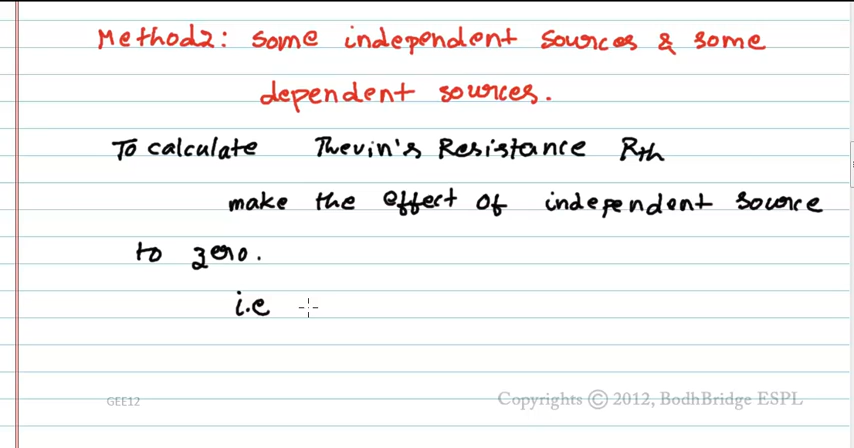 Method2: Some independent sources & some
dependent sources.
To calculate Thevin's Resistance Rth
make the effect of independent source
to zero.
i.e
GEE12
Copyrights © 2012, BodhBridge ESPL